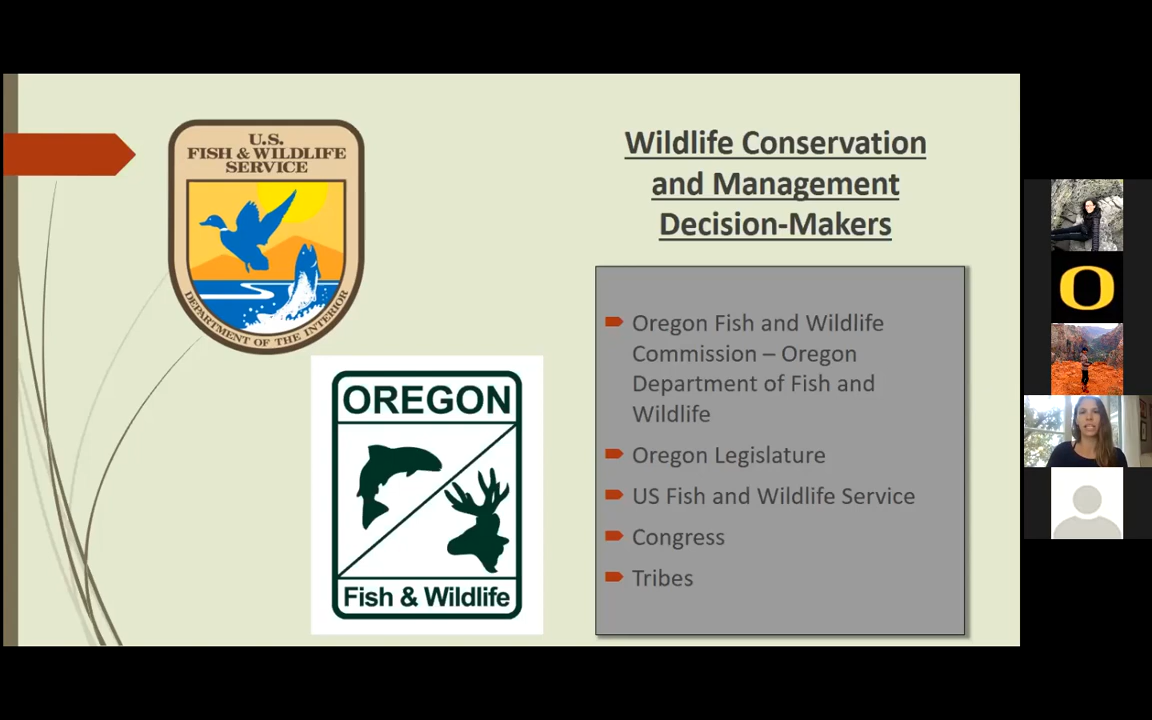 U.S.
FISH & WILDLIFE
SERVICE
DEPARTMENT OF THE INTERIOR
OREGON
Fish & Wildlife
Wildlife Conservation
and Management
Decision-Makers
Oregon Fish and Wildlife
Commission – Oregon
Department of Fish and
Wildlife
Oregon Legislature
US Fish and Wildlife Service
Congress
Tribes
O